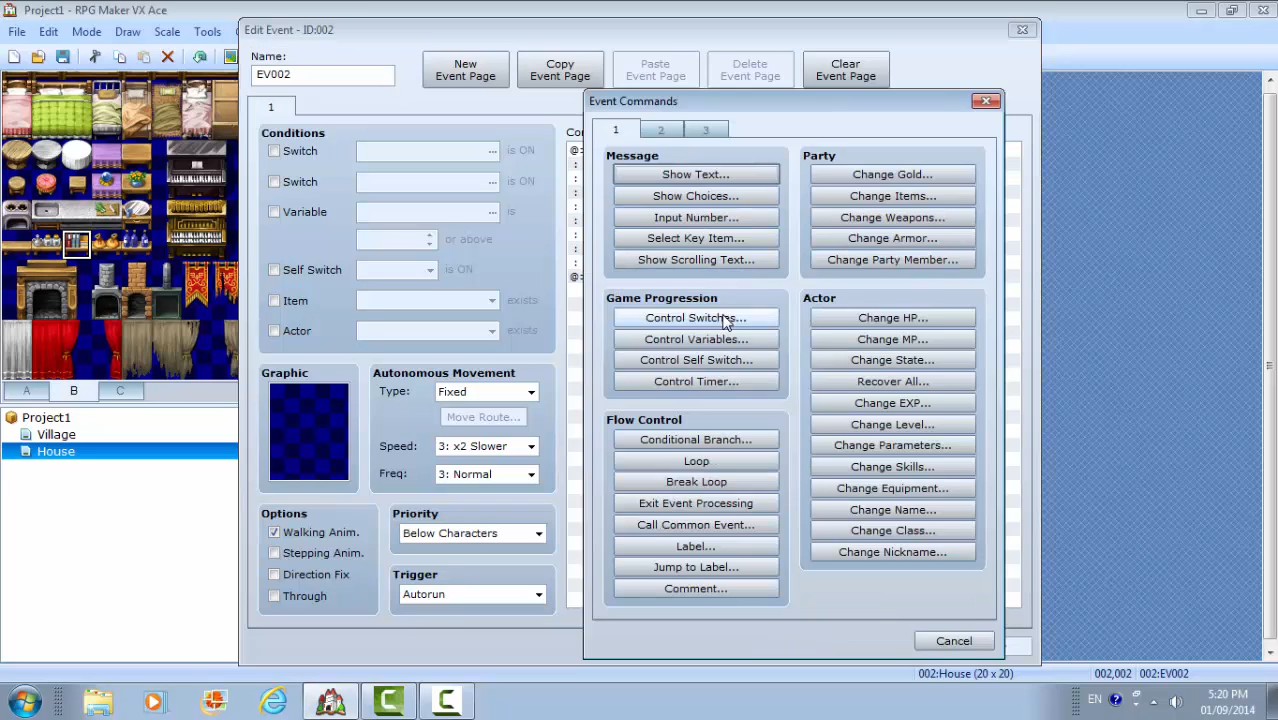 Project1 - RPG Maker VX Ace
File Edit Mode Draw Scale Tools
Edit Event - ID:002
Name:
EV002
New Event Page
Copy Event Page
Paste Event Page
Delete Event Page
Clear Event Page
1
Conditions
Switch ... is ON
Switch ... is ON
Variable ... is
or above
Self Switch is ON
Item exists
Actor exists
Graphic
Autonomous Movement
Type: Fixed
Move Route...
Speed: 3: x2 Slower
Freq: 3: Normal
Options
Walking Anim.
Stepping Anim.
Direction Fix
Through
Priority
Below Characters
Trigger
Autorun
Event Commands
1 2 3
Message
Show Text...
Show Choices...
Input Number...
Select Key Item...
Show Scrolling Text...
Game Progression
Control Switches...
Control Variables...
Control Self Switch...
Control Timer...
Flow Control
Conditional Branch...
Loop
Break Loop
Exit Event Processing
Call Common Event...
Label...
Jump to Label...
Comment...
Party
Change Gold...
Change Items...
Change Weapons...
Change Armor...
Change Party Member...
Actor
Change HP...
Change MP...
Change State...
Recover All...
Change EXP...
Change Level...
Change Parameters...
Change Skills...
Change Equipment...
Change Name...
Change Class...
Change Nickname...
Cancel
A B C
Project1
Village
House
002:House (20 x 20) 002,002 002:EV002
EN
5:20 PM
01/09/2014